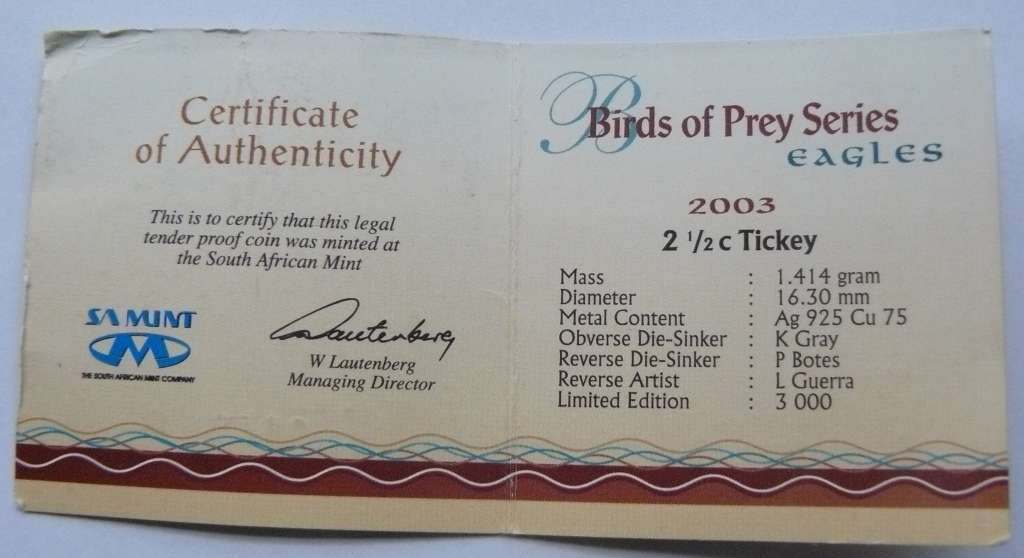 Certificate
of Authenticity
This is to certify that this legal
tender proof coin was minted at
the South African Mint
SA MINT
THE SOUTH AFRICAN MINT COMPANY
Lautenberg
W Lautenberg
Managing Director
Birds of Prey Series
EAGLES
2003
2 1/2 c Tickey
Mass : 1.414 gram
Diameter : 16.30 mm
Metal Content : Ag 925 Cu 75
Obverse Die-Sinker : K Gray
Reverse Die-Sinker : P Botes
Reverse Artist : L Guerra
Limited Edition : 3 000